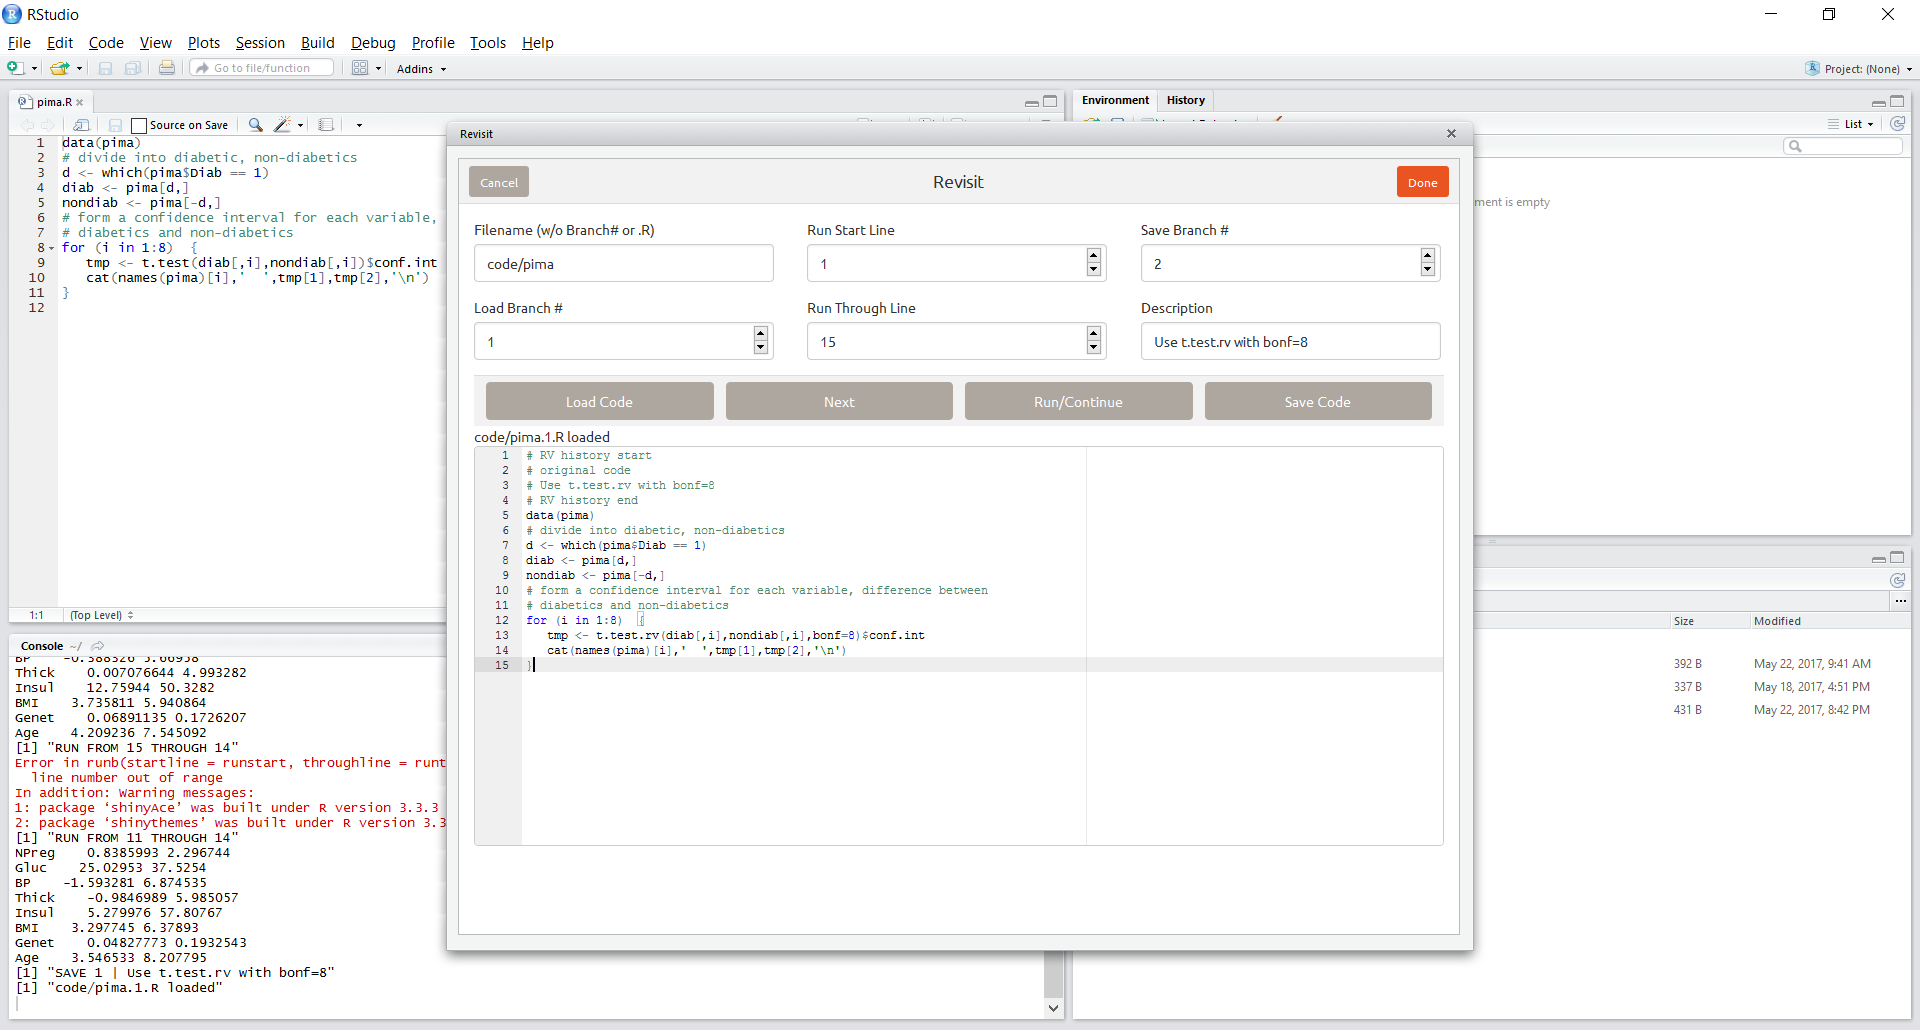 RStudio
File Edit Code View Plots Session Build Debug Profile Tools Help
Go to file/function Addins Project: (None)
pima.R
Source on Save
1 data(pima)
2 # divide into diabetic, non-diabetics
3 d <- which(pima$Diab == 1)
4 diab <- pima[d,]
5 nondiab <- pima[-d,]
6 # form a confidence interval for each variable,
7 # diabetics and non-diabetics
8 for (i in 1:8) {
9 tmp <- t.test(diab[,i],nondiab[,i])$conf.int
10 cat(names(pima)[i],' ',tmp[1],tmp[2],'\n')
11 }
12
1:1 (Top Level)
Console ~/
BP -0.388326 5.66958
Thick 0.007076644 4.993282
Insul 12.75944 50.3282
BMI 3.735811 5.940864
Genet 0.06891135 0.1726207
Age 4.209236 7.545092
[1] "RUN FROM 15 THROUGH 14"
Error in runb(startline = runstart, throughline = runt
line number out of range
In addition: Warning messages:
1: package ‘shinyAce’ was built under R version 3.3.3
2: package ‘shinythemes’ was built under R version 3.3
[1] "RUN FROM 11 THROUGH 14"
NPreg 0.8385993 2.296744
Gluc 25.02953 37.5254
BP -1.593281 6.874535
Thick -0.9846989 5.985057
Insul 5.279976 57.80767
BMI 3.297745 6.37893
Genet 0.04827773 0.1932543
Age 3.546533 8.207795
[1] "SAVE 1 | Use t.test.rv with bonf=8"
[1] "code/pima.1.R loaded"
Revisit
Cancel Revisit Done
Filename (w/o Branch# or .R) Run Start Line Save Branch #
code/pima 1 2
Load Branch # Run Through Line Description
1 15 Use t.test.rv with bonf=8
Load Code Next Run/Continue Save Code
code/pima.1.R loaded
1 # RV history start
2 # original code
3 # Use t.test.rv with bonf=8
4 # RV history end
5 data(pima)
6 # divide into diabetic, non-diabetics
7 d <- which(pima$Diab == 1)
8 diab <- pima[d,]
9 nondiab <- pima[-d,]
10 # form a confidence interval for each variable, difference between
11 # diabetics and non-diabetics
12 for (i in 1:8) {
13 tmp <- t.test.rv(diab[,i],nondiab[,i],bonf=8)$conf.int
14 cat(names(pima)[i],' ',tmp[1],tmp[2],'\n')
15 }
Environment History
List
ment is empty
Size Modified
392 B May 22, 2017, 9:41 AM
337 B May 18, 2017, 4:51 PM
431 B May 22, 2017, 8:42 PM